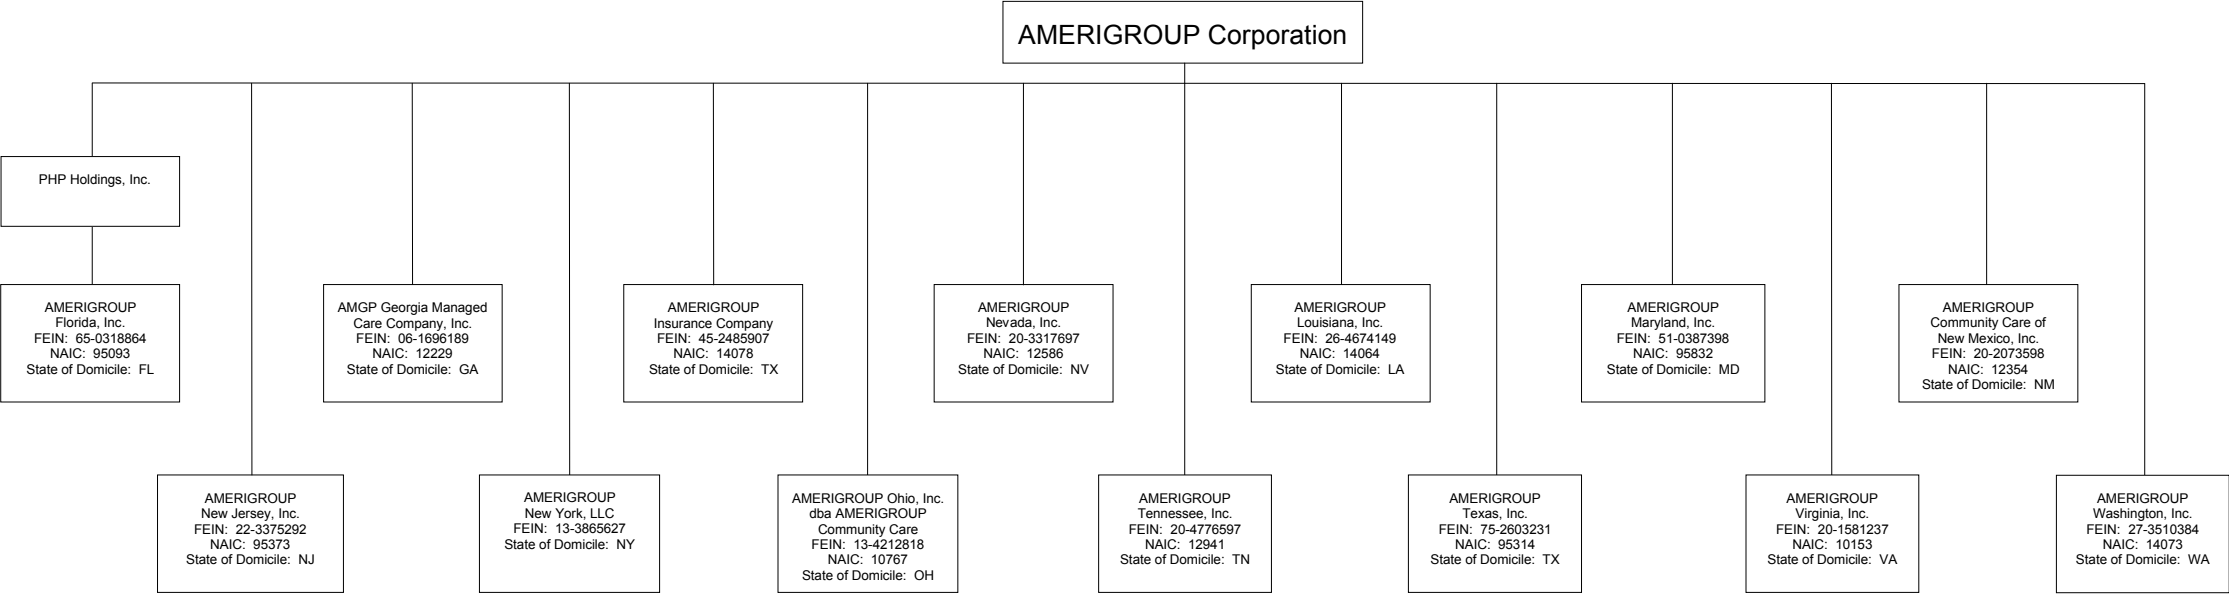 AMERIGROUP Corporation
PHP Holdings, Inc.
AMERIGROUP
Florida, Inc.
FEIN: 65-0318864
NAIC: 95093
State of Domicile: FL
AMGP Georgia Managed
Care Company, Inc.
FEIN: 06-1696189
NAIC: 12229
State of Domicile: GA
AMERIGROUP
Insurance Company
FEIN: 45-2485907
NAIC: 14078
State of Domicile: TX
AMERIGROUP
Nevada, Inc.
FEIN: 20-3317697
NAIC: 12586
State of Domicile: NV
AMERIGROUP
Louisiana, Inc.
FEIN: 26-4674149
NAIC: 14064
State of Domicile: LA
AMERIGROUP
Maryland, Inc.
FEIN: 51-0387398
NAIC: 95832
State of Domicile: MD
AMERIGROUP
Community Care of
New Mexico, Inc.
FEIN: 20-2073598
NAIC: 12354
State of Domicile: NM
AMERIGROUP
New Jersey, Inc.
FEIN: 22-3375292
NAIC: 95373
State of Domicile: NJ
AMERIGROUP
New York, LLC
FEIN: 13-3865627
State of Domicile: NY
AMERIGROUP Ohio, Inc.
dba AMERIGROUP
Community Care
FEIN: 13-4212818
NAIC: 10767
State of Domicile: OH
AMERIGROUP
Tennessee, Inc.
FEIN: 20-4776597
NAIC: 12941
State of Domicile: TN
AMERIGROUP
Texas, Inc.
FEIN: 75-2603231
NAIC: 95314
State of Domicile: TX
AMERIGROUP
Virginia, Inc.
FEIN: 20-1581237
NAIC: 10153
State of Domicile: VA
AMERIGROUP
Washington, Inc.
FEIN: 27-3510384
NAIC: 14073
State of Domicile: WA